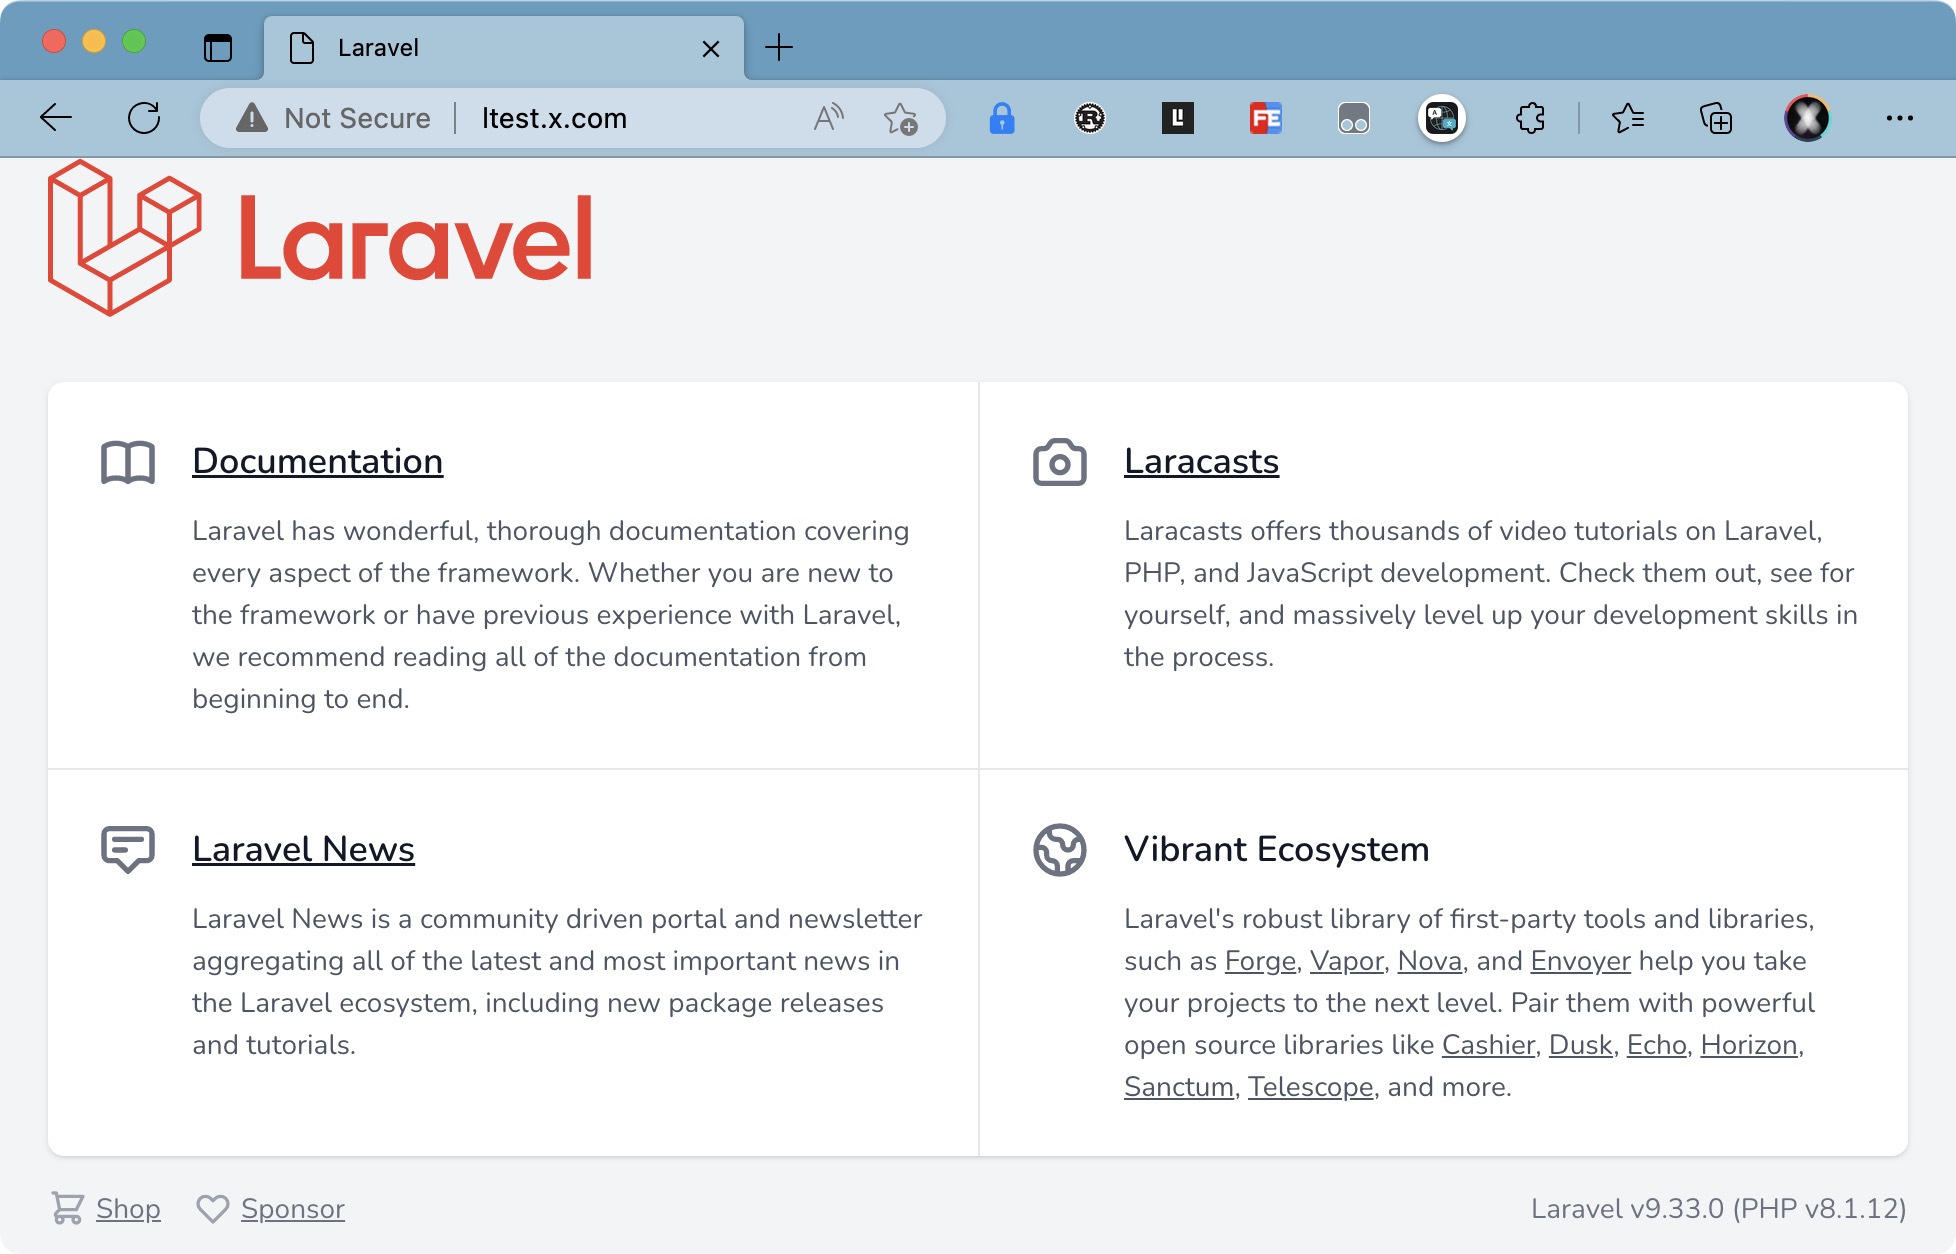 Laravel
Not Secure
ltest.x.com
Laravel
Documentation
Laravel has wonderful, thorough documentation covering
every aspect of the framework. Whether you are new to
the framework or have previous experience with Laravel,
we recommend reading all of the documentation from
beginning to end.
Laracasts
Laracasts offers thousands of video tutorials on Laravel,
PHP, and JavaScript development. Check them out, see for
yourself, and massively level up your development skills in
the process.
Laravel News
Laravel News is a community driven portal and newsletter
aggregating all of the latest and most important news in
the Laravel ecosystem, including new package releases
and tutorials.
Vibrant Ecosystem
Laravel's robust library of first-party tools and libraries,
such as Forge, Vapor, Nova, and Envoyer help you take
your projects to the next level. Pair them with powerful
open source libraries like Cashier, Dusk, Echo, Horizon,
Sanctum, Telescope, and more.
Shop
Sponsor
Laravel v9.33.0 (PHP v8.1.12)